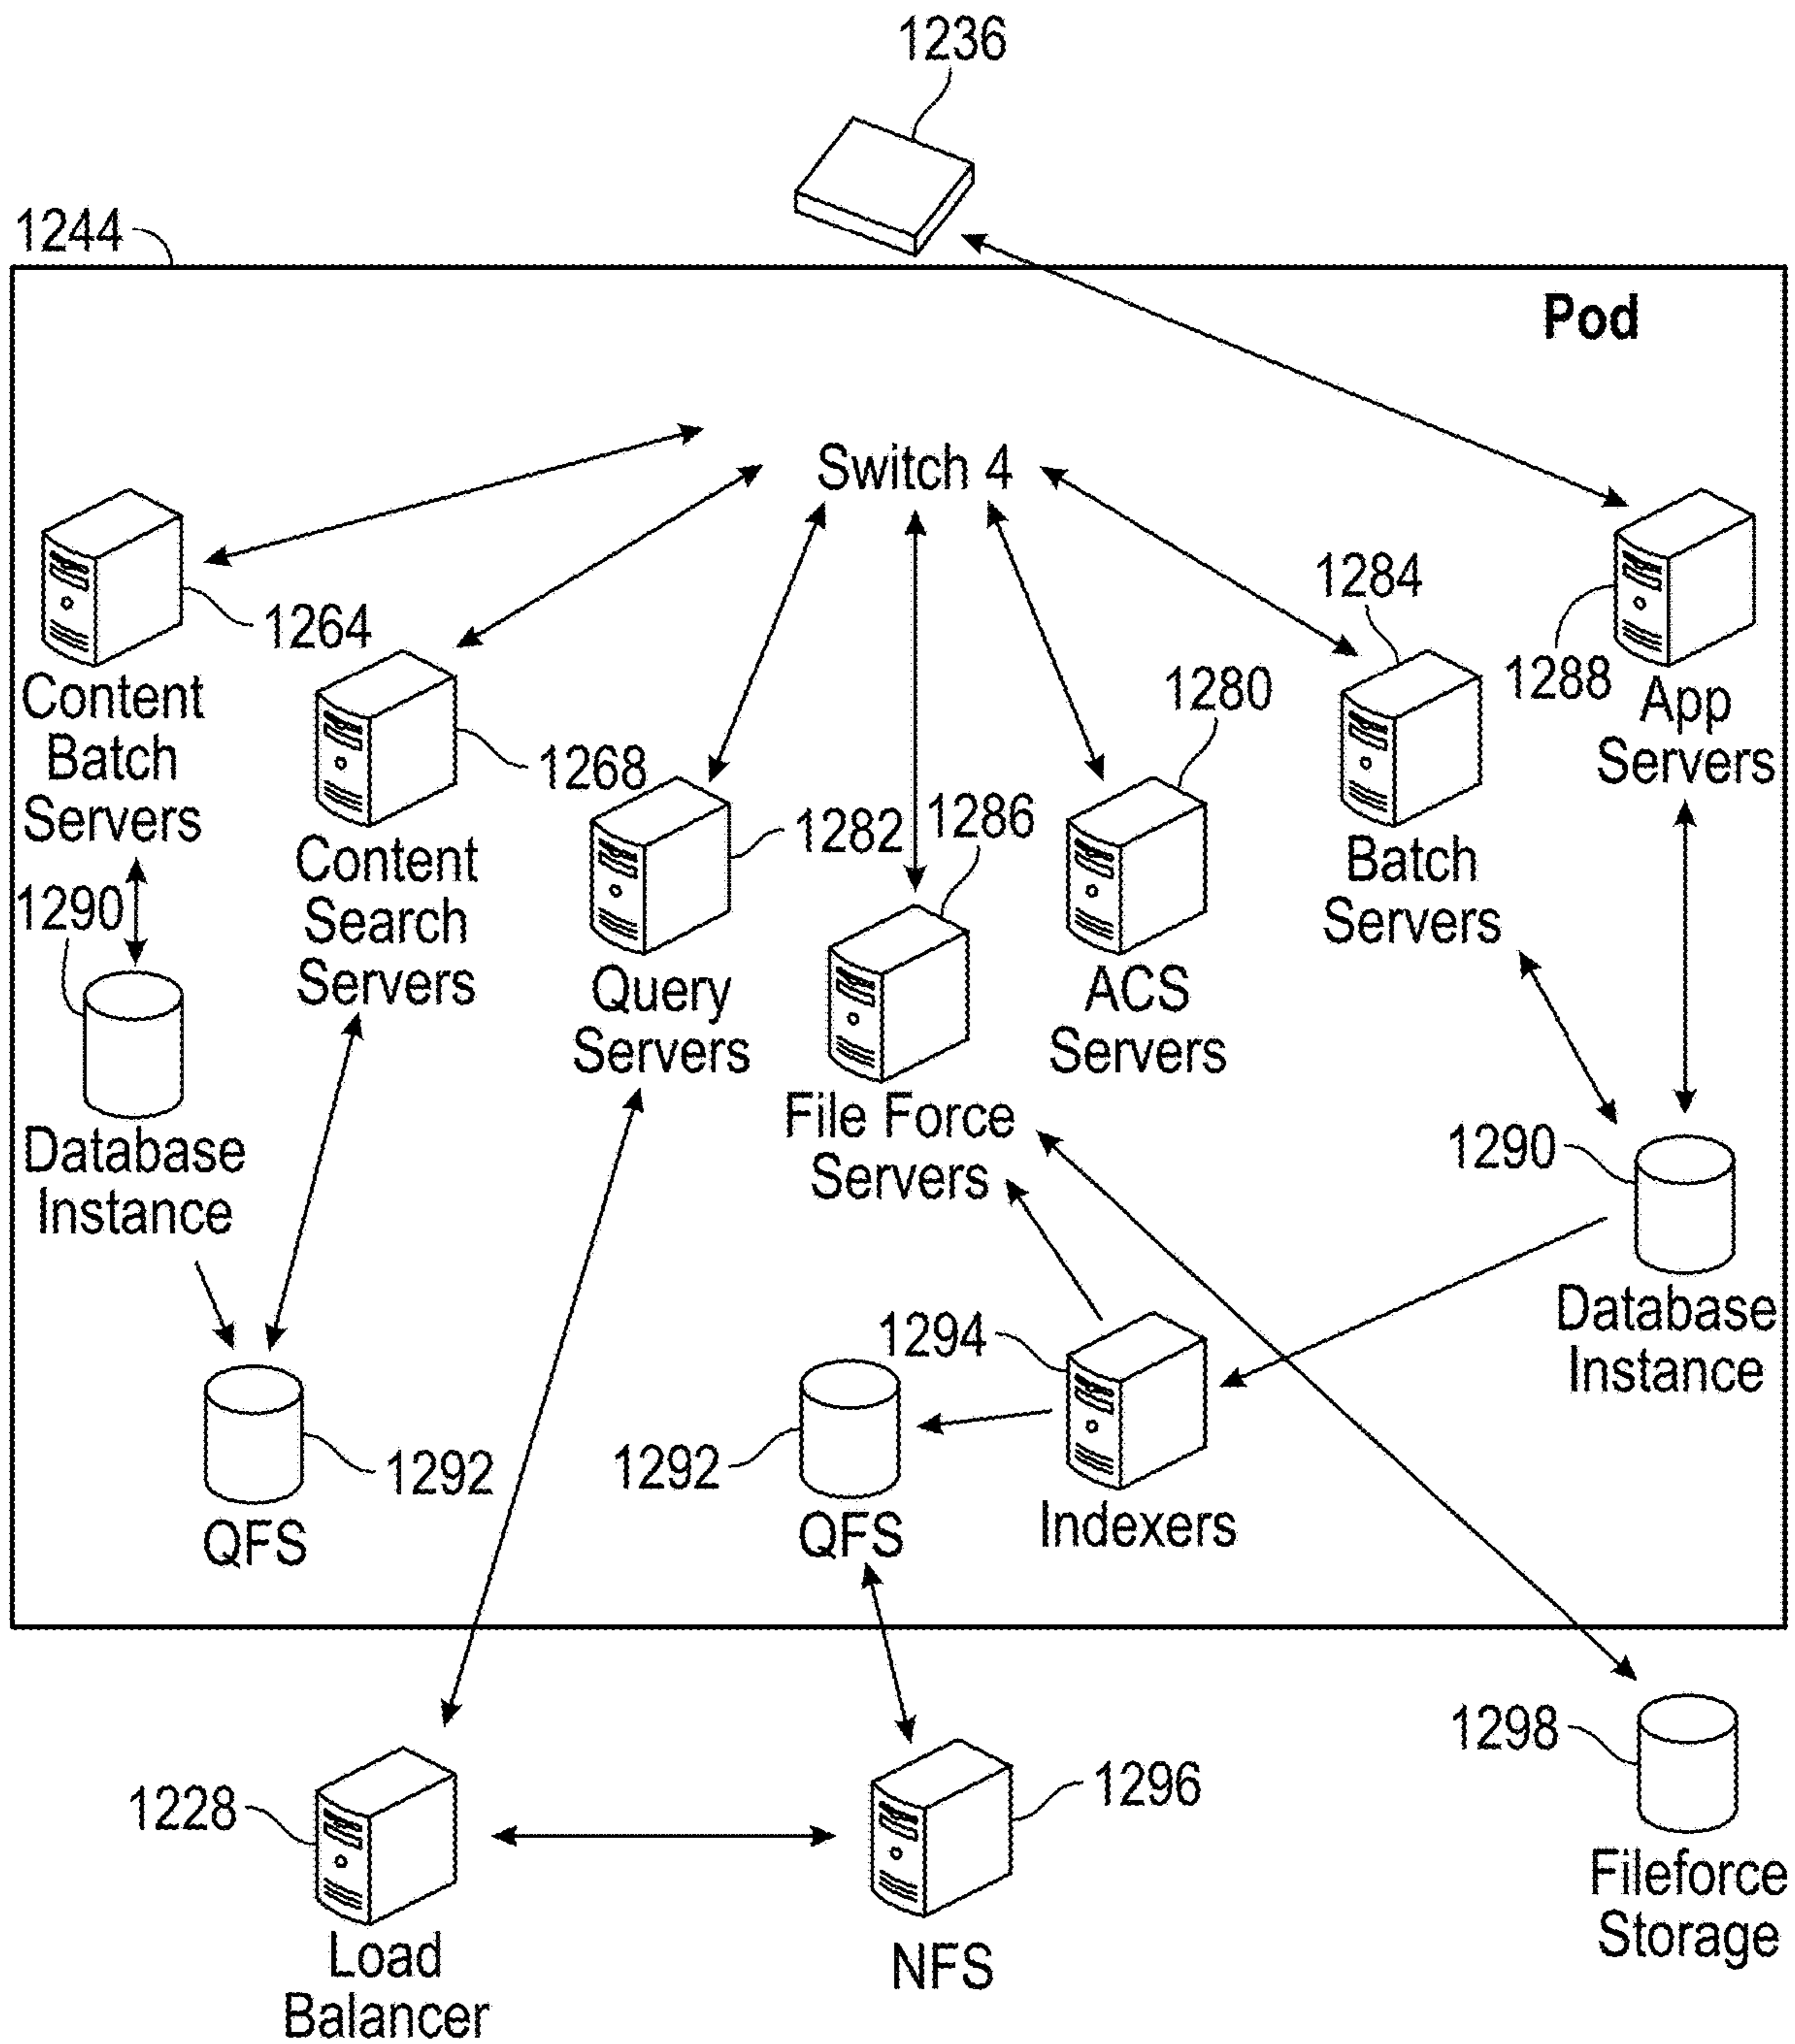 1236
1244
Pod
Switch 4
1264
Content
Batch
Servers
1268
Content
Search
Servers
1282
Query
Servers
1286
File Force
Servers
1280
ACS
Servers
1284
Batch
Servers
1288
App
Servers
1290
Database
Instance
1290
Database
Instance
1292
QFS
1292
QFS
1294
Indexers
1228
Load
Balancer
1296
NFS
1298
Fileforce
Storage